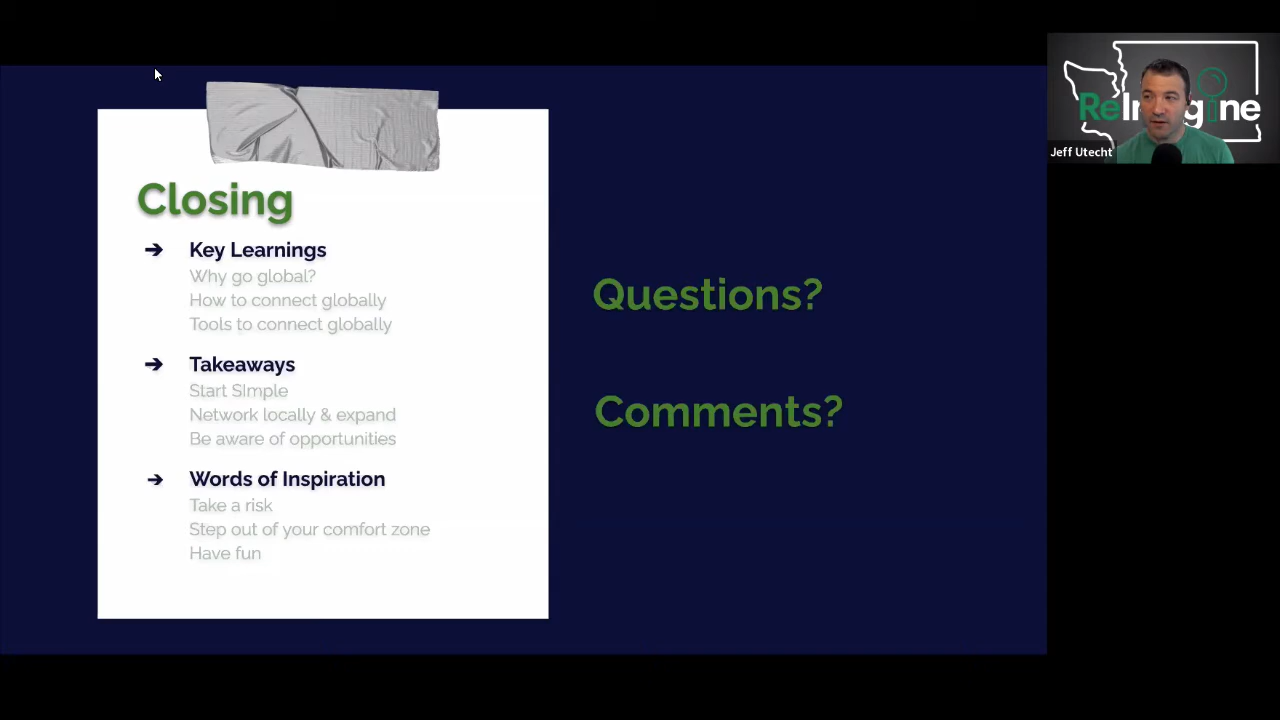 Closing
➔ Key Learnings
Why go global?
How to connect globally
Tools to connect globally
➔ Takeaways
Start SImple
Network locally & expand
Be aware of opportunities
➔ Words of Inspiration
Take a risk
Step out of your comfort zone
Have fun
Questions?
Comments?
Jeff Utecht